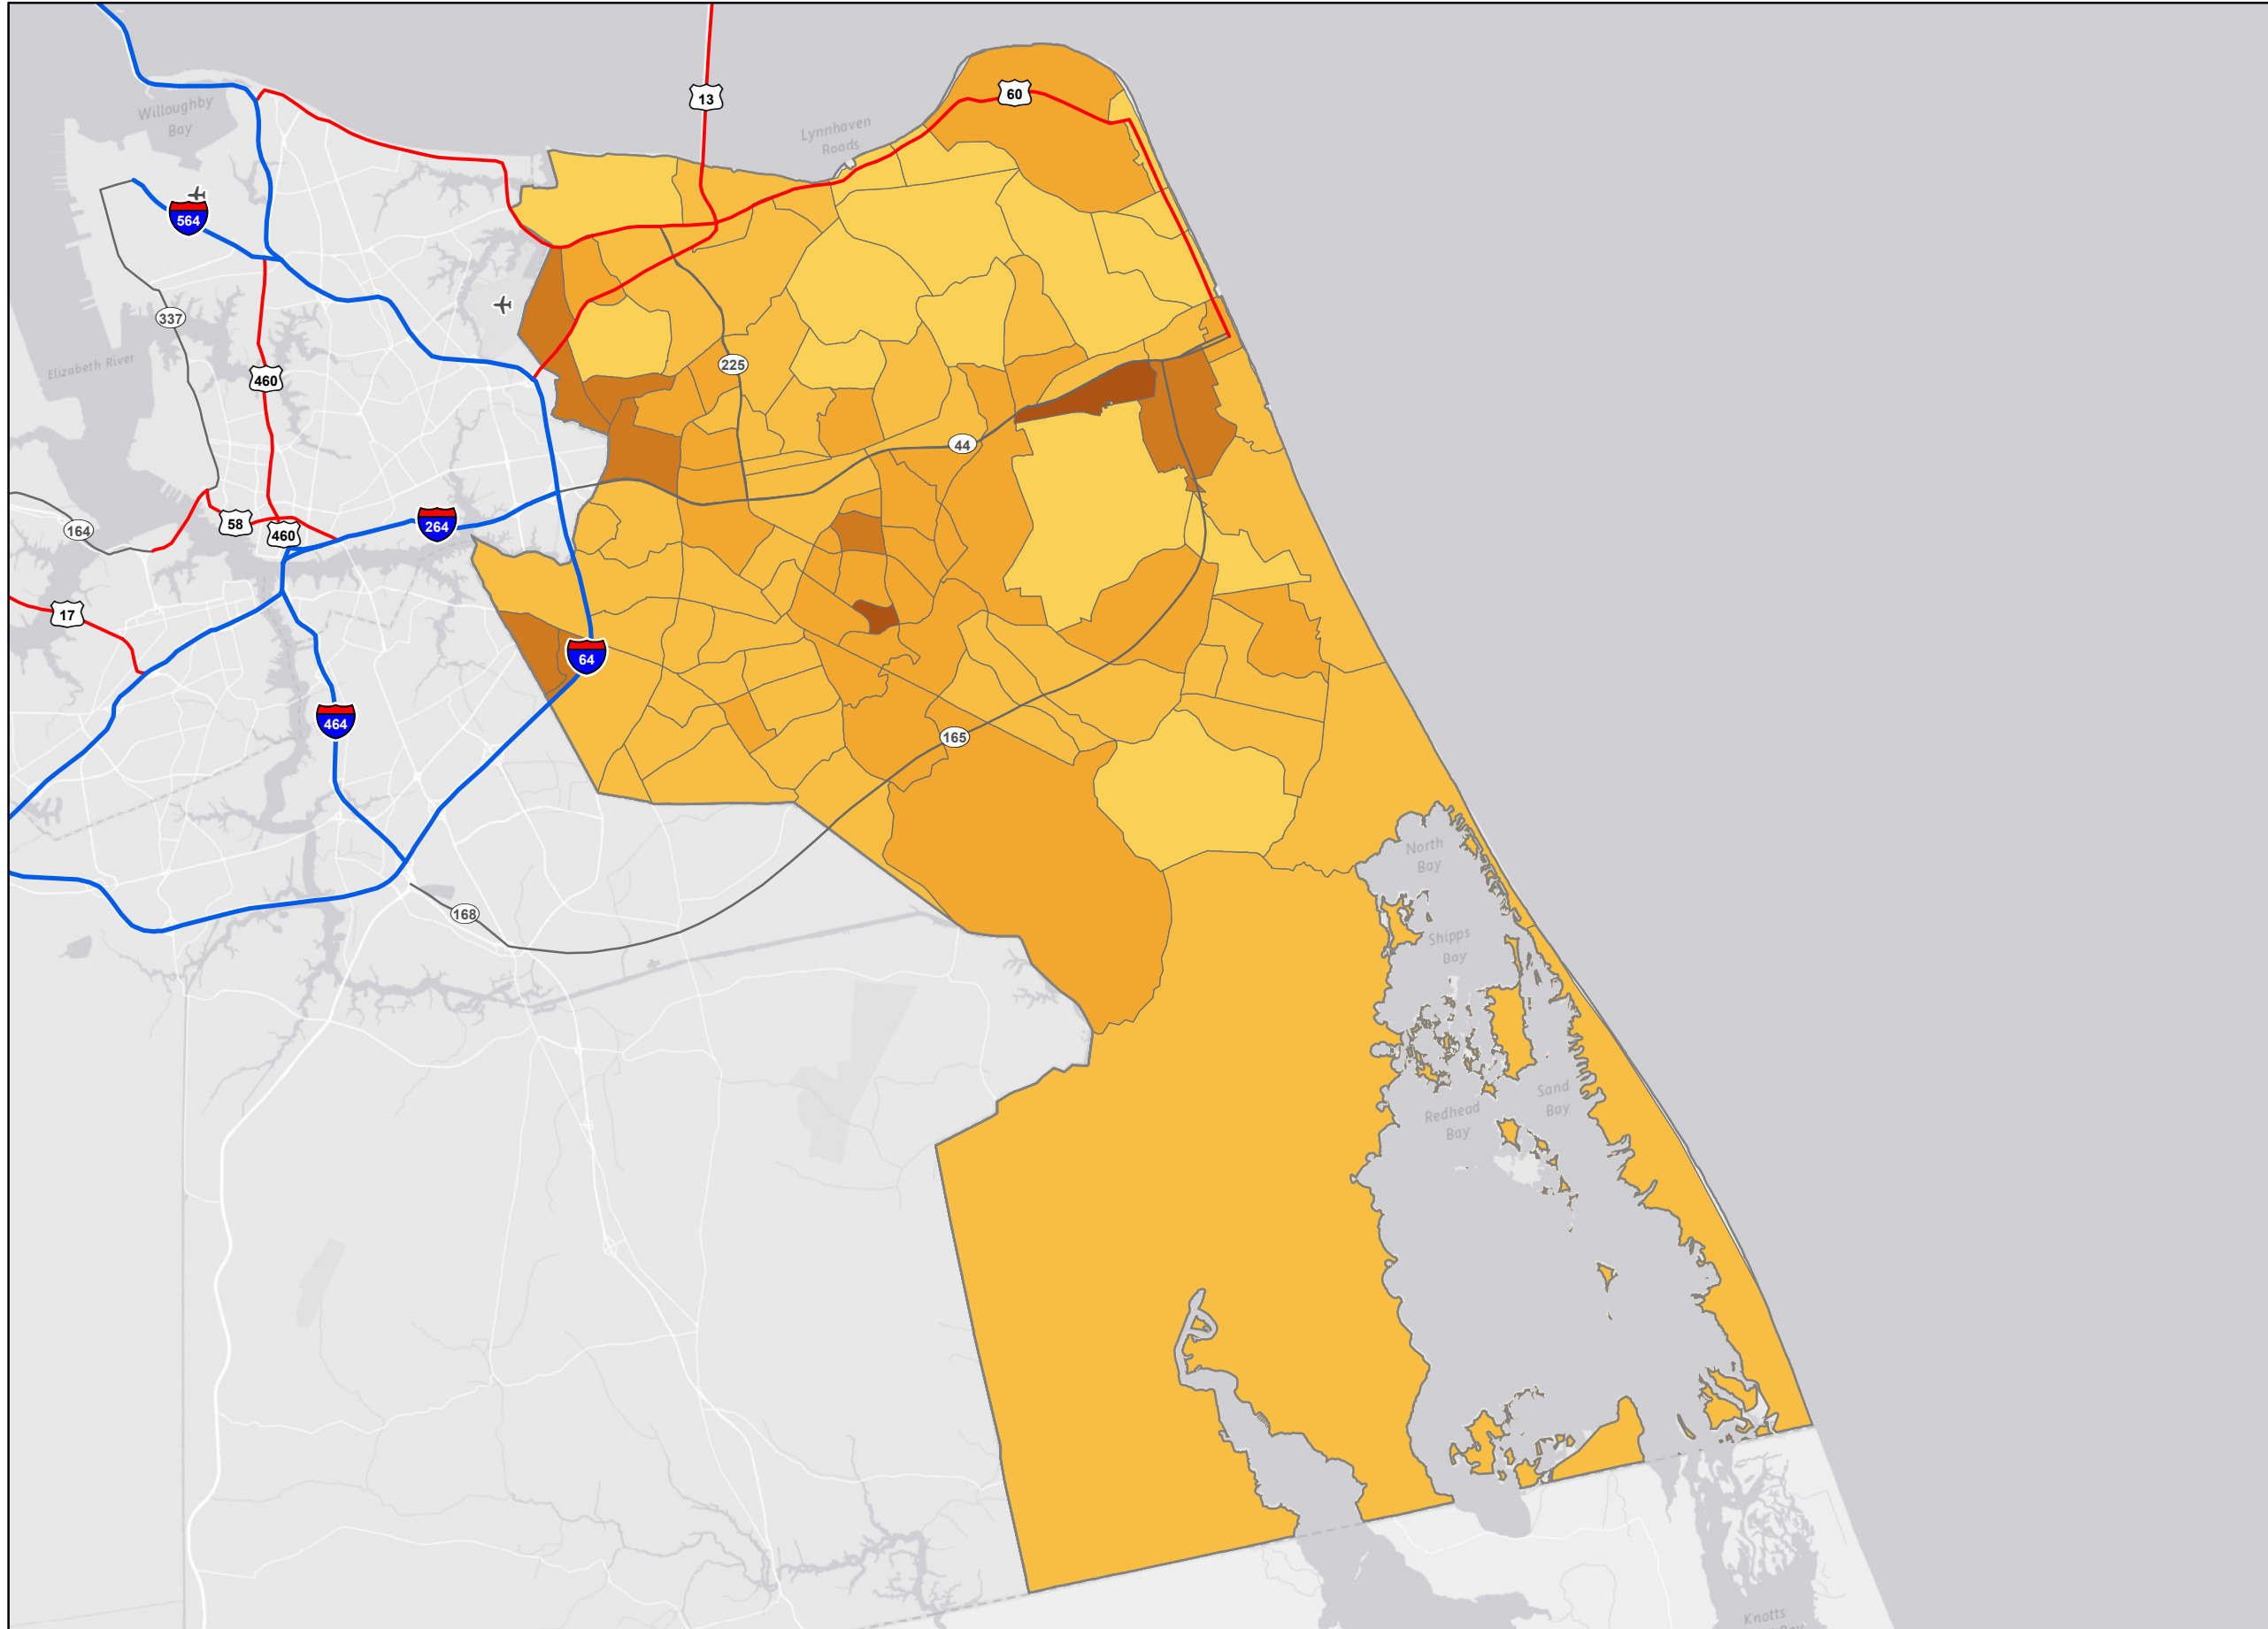 13
60
Willoughby
Bay
Lynnhaven
Roads
564
337
225
Elizabeth River
460
44
58
264
460
164
17
64
464
165
North
Bay
168
Shipps
Bay
Sand
Bay
Redhead
Bay
Knotts